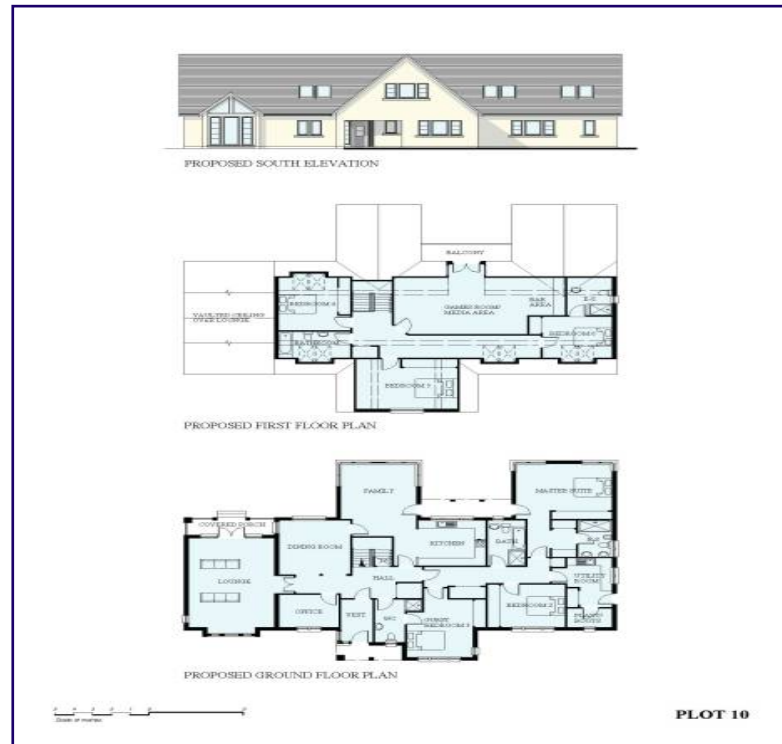 PROPOSED SOUTH ELEVATION
BALCONY
BAR
AREA
GAMES ROOM/
MEDIA AREA
E-S
BEDROOM 4
VAULTED CEILING
OVER LOUNGE
BATHROOM
BEDROOM 5
PROPOSED FIRST FLOOR PLAN
FAMILY
MASTER SUITE
COVERED PORCH
DINING ROOM
KITCHEN
BATH
E-S
LOUNGE
HALL
UTILITY
ROOM
OFFICE
VEST
WC
GUEST
BEDROOM 3
BEDROOM 2
PROPOSED GROUND FLOOR PLAN
PLOT 10